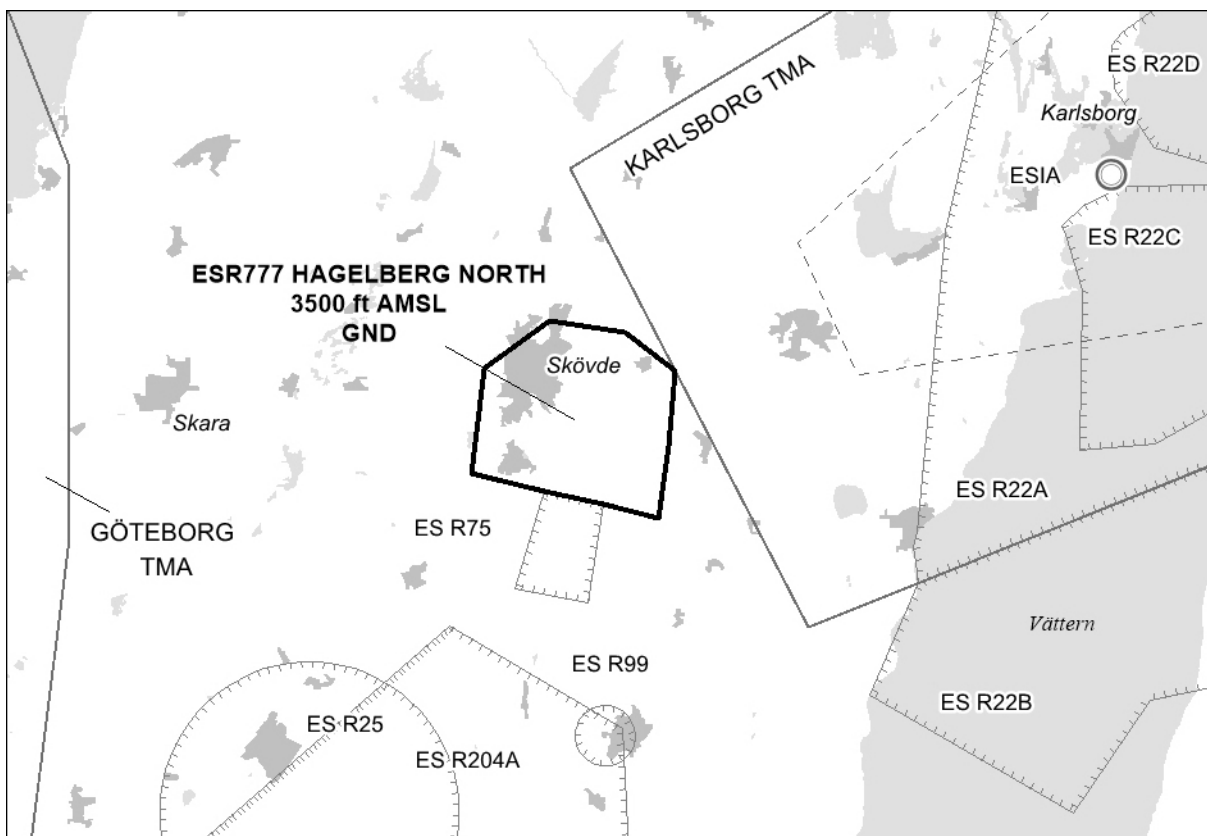 ES R22D
KARLSBORG TMA
Karlsborg
ESIA
ES R22C
ESR777 HAGELBERG NORTH
3500 ft AMSL
GND
Skövde
Skara
ES R22A
ES R75
GÖTEBORG
TMA
Vättern
ES R99
ES R22B
ES R25
ES R204A